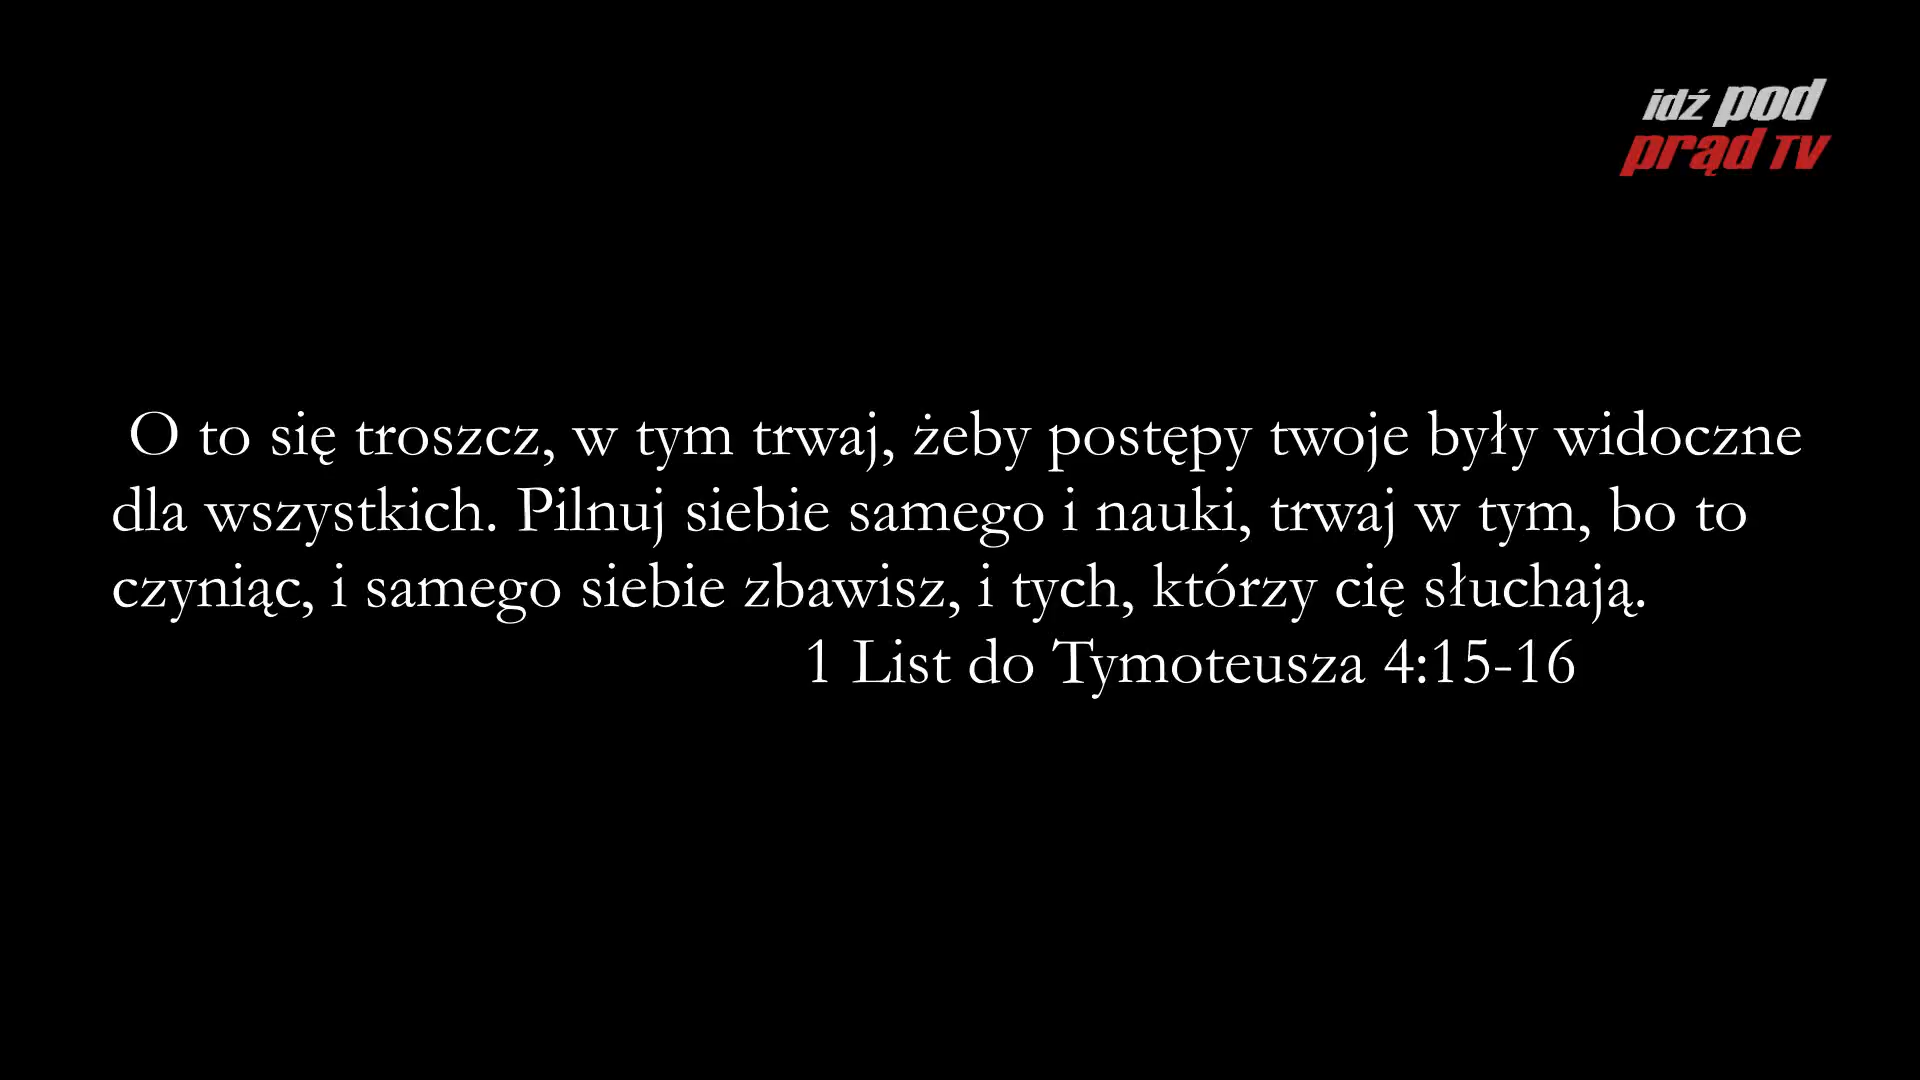 idź pod
prąd TV
O to się troszcz, w tym trwaj, żeby postępy twoje były widoczne
dla wszystkich. Pilnuj siebie samego i nauki, trwaj w tym, bo to
czyniąc, i samego siebie zbawisz, i tych, którzy cię słuchają.
1 List do Tymoteusza 4:15-16